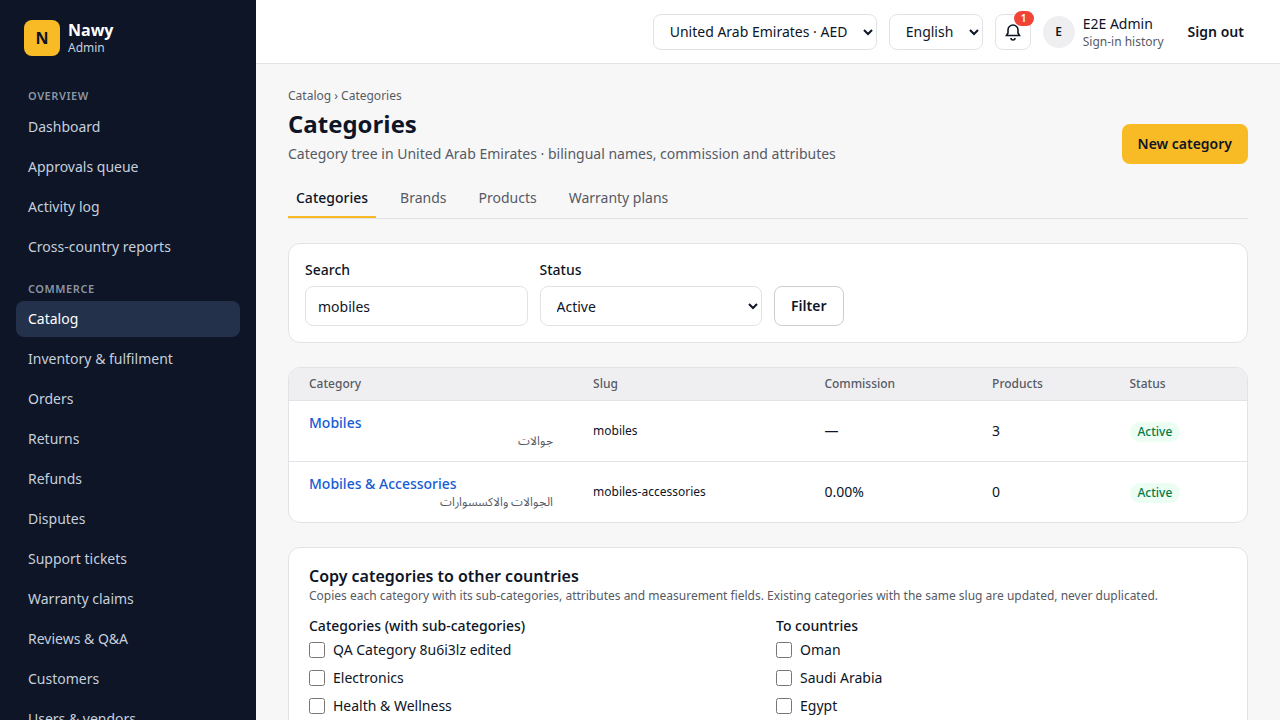 N
Nawy
Admin
OVERVIEW
Dashboard
Approvals queue
Activity log
Cross-country reports
COMMERCE
Catalog
Inventory & fulfilment
Orders
Returns
Refunds
Disputes
Support tickets
Warranty claims
Reviews & Q&A
Customers
Users & vendors
United Arab Emirates · AED
English
1
E
E2E Admin
Sign-in history
Sign out
Catalog › Categories
Categories
Category tree in United Arab Emirates · bilingual names, commission and attributes
New category
Categories Brands Products Warranty plans
Search Status
mobiles Active Filter
Category Slug Commission Products Status
Mobiles
جوالات
mobiles — 3 Active
Mobiles & Accessories
الجوالات والاكسسوارات
mobiles-accessories 0.00% 0 Active
Copy categories to other countries
Copies each category with its sub-categories, attributes and measurement fields. Existing categories with the same slug are updated, never duplicated.
Categories (with sub-categories)
QA Category 8u6i3lz edited
Electronics
Health & Wellness
To countries
Oman
Saudi Arabia
Egypt